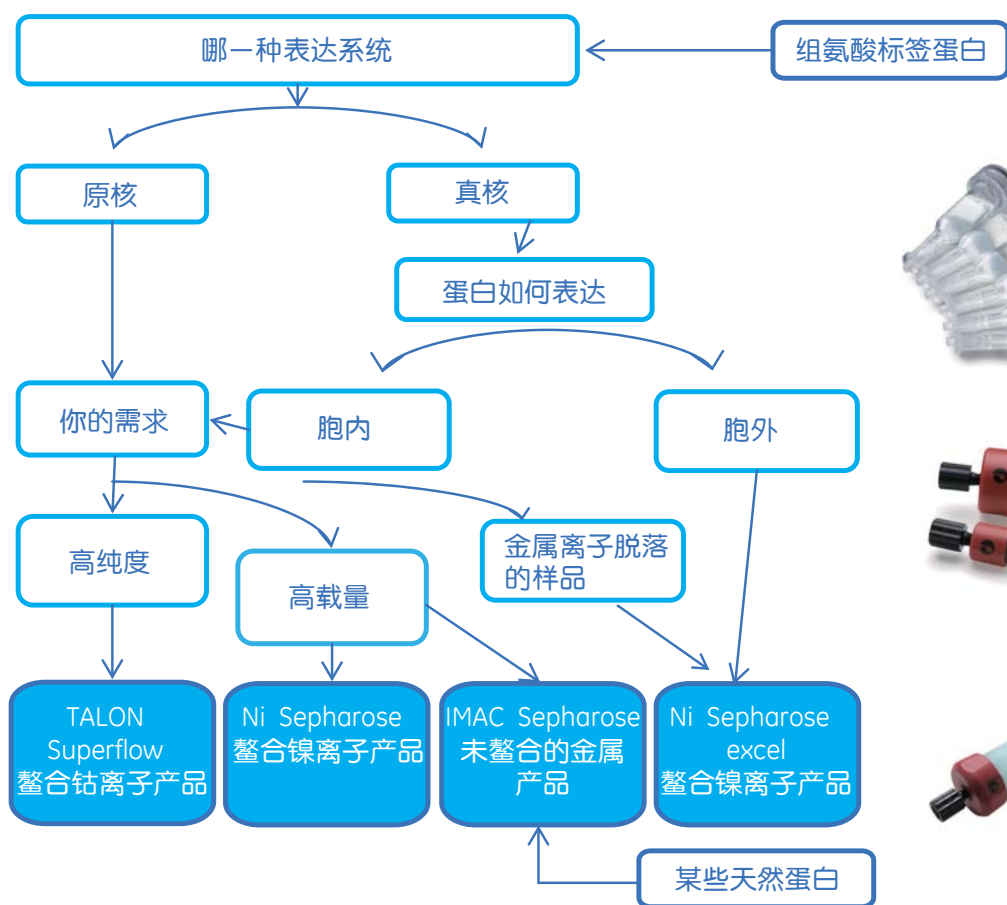 哪一种表达系统
组氨酸标签蛋白
原核
真核
蛋白如何表达
你的需求
胞内
胞外
高纯度
高载量
金属离子脱落
的样品
TALON
Superflow
螯合钴离子产品
Ni Sepharose
螯合镍离子产品
IMAC Sepharose
未螯合的金属
产品
Ni Sepharose
excel
螯合镍离子产品
某些天然蛋白